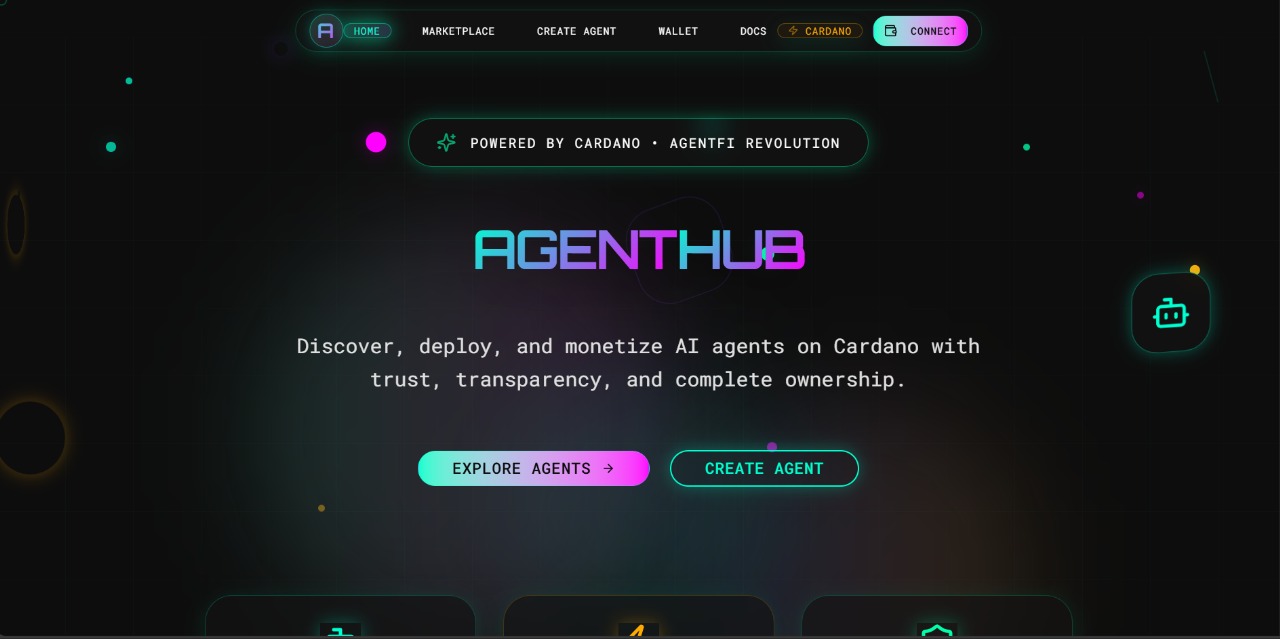 A HOME MARKETPLACE CREATE AGENT WALLET DOCS CARDANO CONNECT
POWERED BY CARDANO • AGENTFI REVOLUTION
AGENTHUB
Discover, deploy, and monetize AI agents on Cardano with
trust, transparency, and complete ownership.
EXPLORE AGENTS → CREATE AGENT